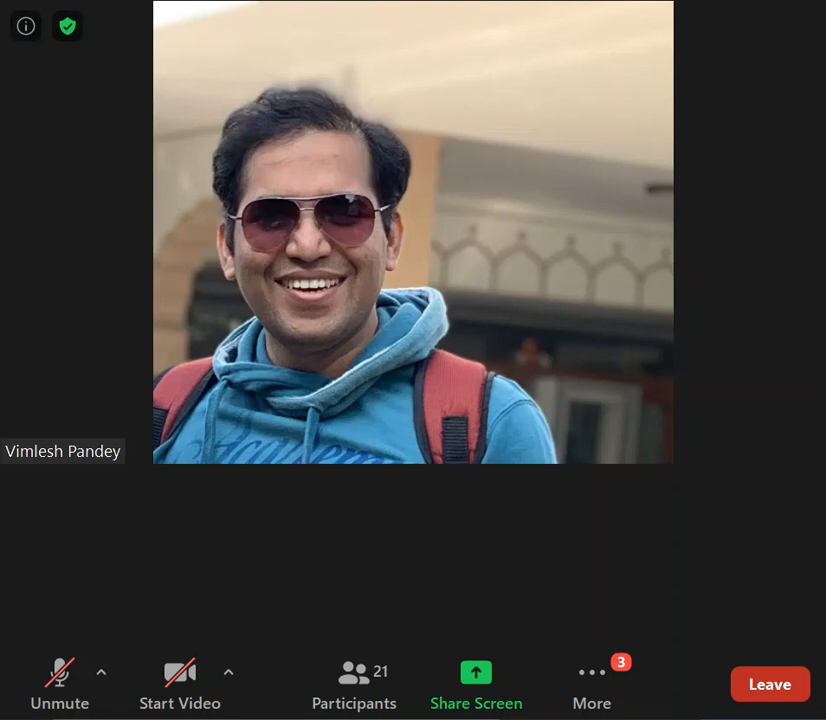 Vimlesh Pandey
21
3
Unmute
Start Video
Participants
Share Screen
More
Leave